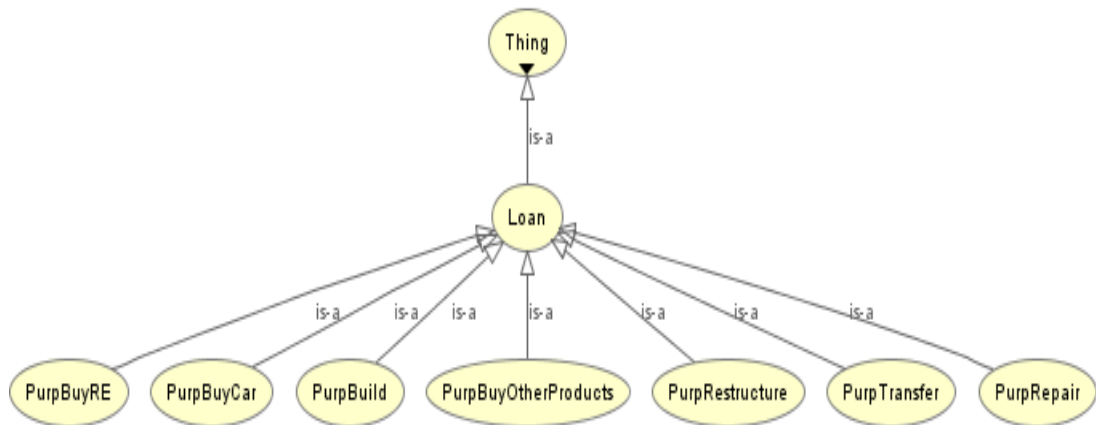 Thing
is-a
Loan
is-a is-a is-a is-a is-a is-a is-a
PurpBuyRE PurpBuyCar PurpBuild PurpBuyOtherProducts PurpRestructure PurpTransfer PurpRepair